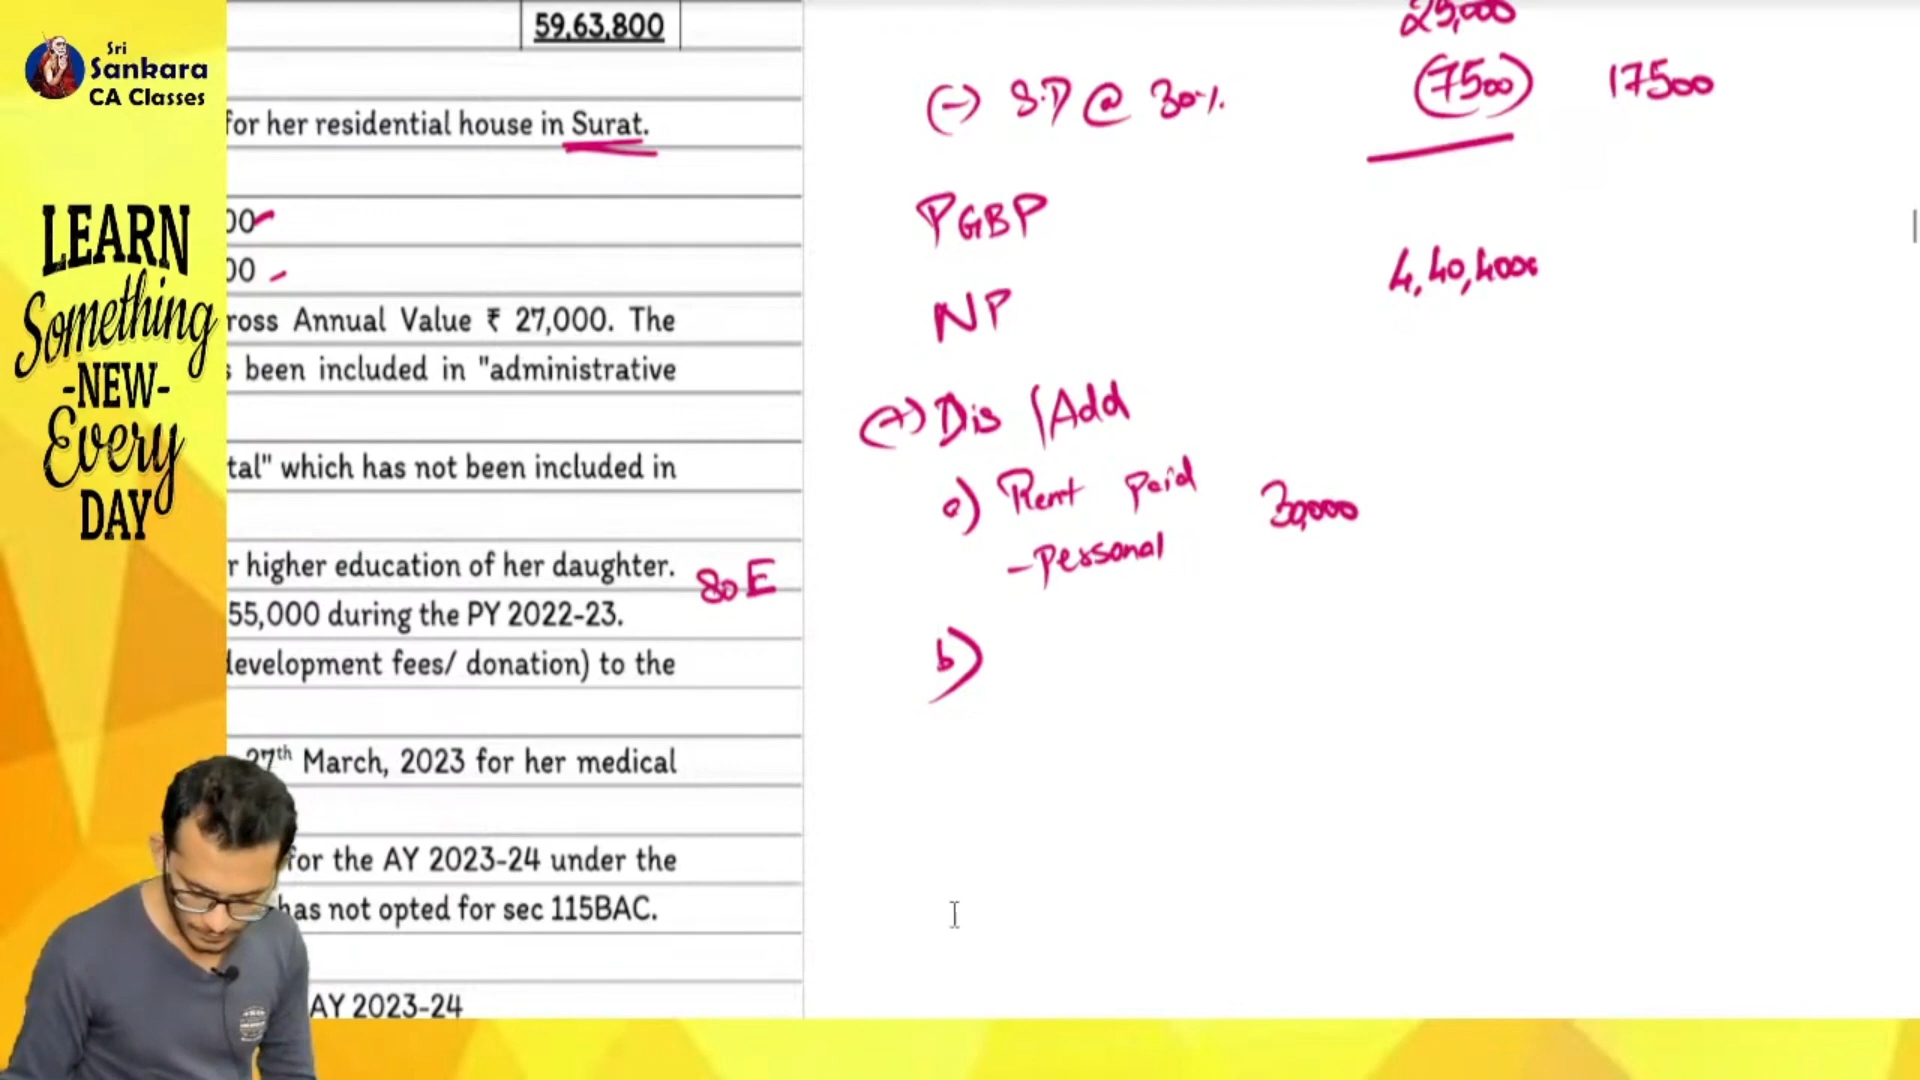 Sri
Sankara
CA Classes
LEARN
Something
-NEW-
Every
DAY
59,63,800
for her residential house in Surat.
00
00
ross Annual Value ₹ 27,000. The
been included in "administrative
tal" which has not been included in
r higher education of her daughter.
80E
55,000 during the PY 2022-23.
development fees/ donation) to the
27th March, 2023 for her medical
for the AY 2023-24 under the
has not opted for sec 115BAC.
AY 2023-24
25,000
(-) S.D @ 30% (7500) 17500
PGBP
NP 4,40,400
(+) Dis / Add
a) Rent paid 30,000
- Personal
b)